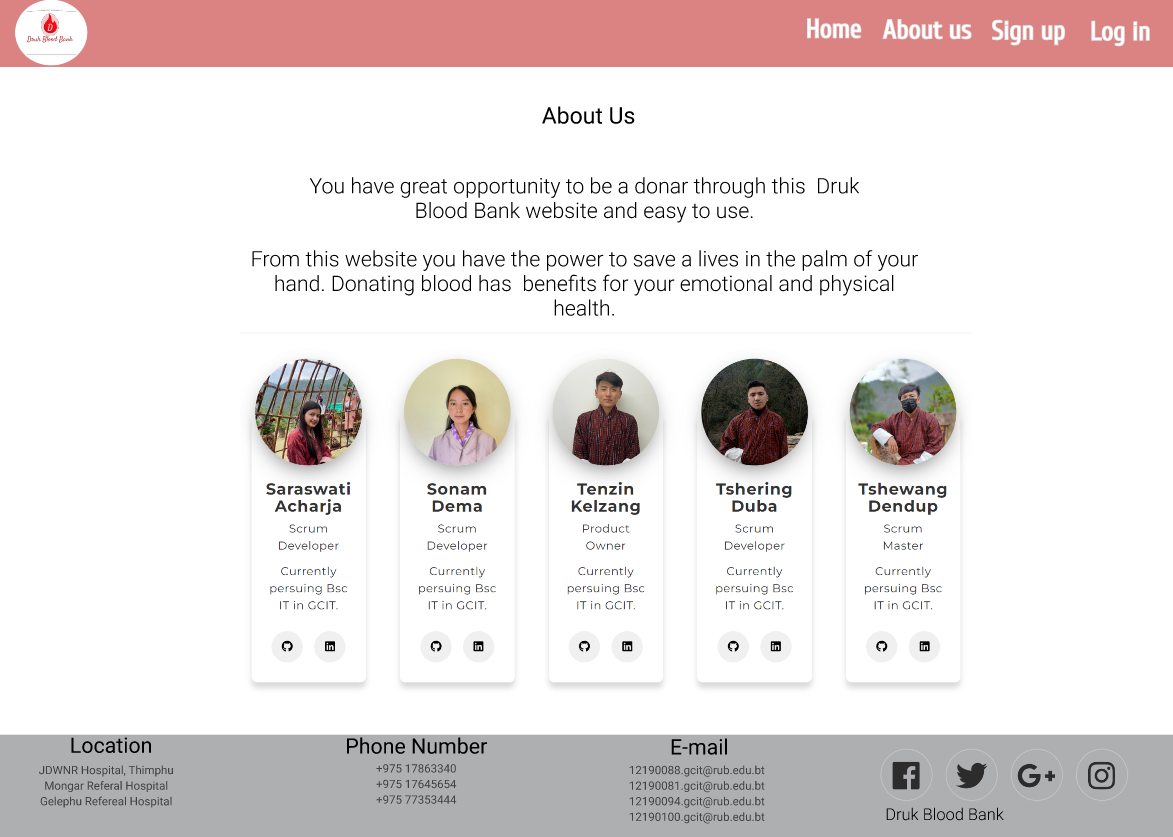 D
Druk Blood Bank
Home About us Sign up Log in
About Us
You have great opportunity to be a donar through this Druk
Blood Bank website and easy to use.
From this website you have the power to save a lives in the palm of your
hand. Donating blood has benefits for your emotional and physical
health.
Saraswati
Acharja
Scrum
Developer
Currently
persuing Bsc
IT in GCIT.
Sonam
Dema
Scrum
Developer
Currently
persuing Bsc
IT in GCIT.
Tenzin
Kelzang
Product
Owner
Currently
persuing Bsc
IT in GCIT.
Tshering
Duba
Scrum
Developer
Currently
persuing Bsc
IT in GCIT.
Tshewang
Dendup
Scrum
Master
Currently
persuing Bsc
IT in GCIT.
Location
JDWNR Hospital, Thimphu
Mongar Referal Hospital
Gelephu Refereal Hospital
Phone Number
+975 17863340
+975 17645654
+975 77353444
E-mail
12190088.gcit@rub.edu.bt
12190081.gcit@rub.edu.bt
12190094.gcit@rub.edu.bt
12190100.gcit@rub.edu.bt
Druk Blood Bank